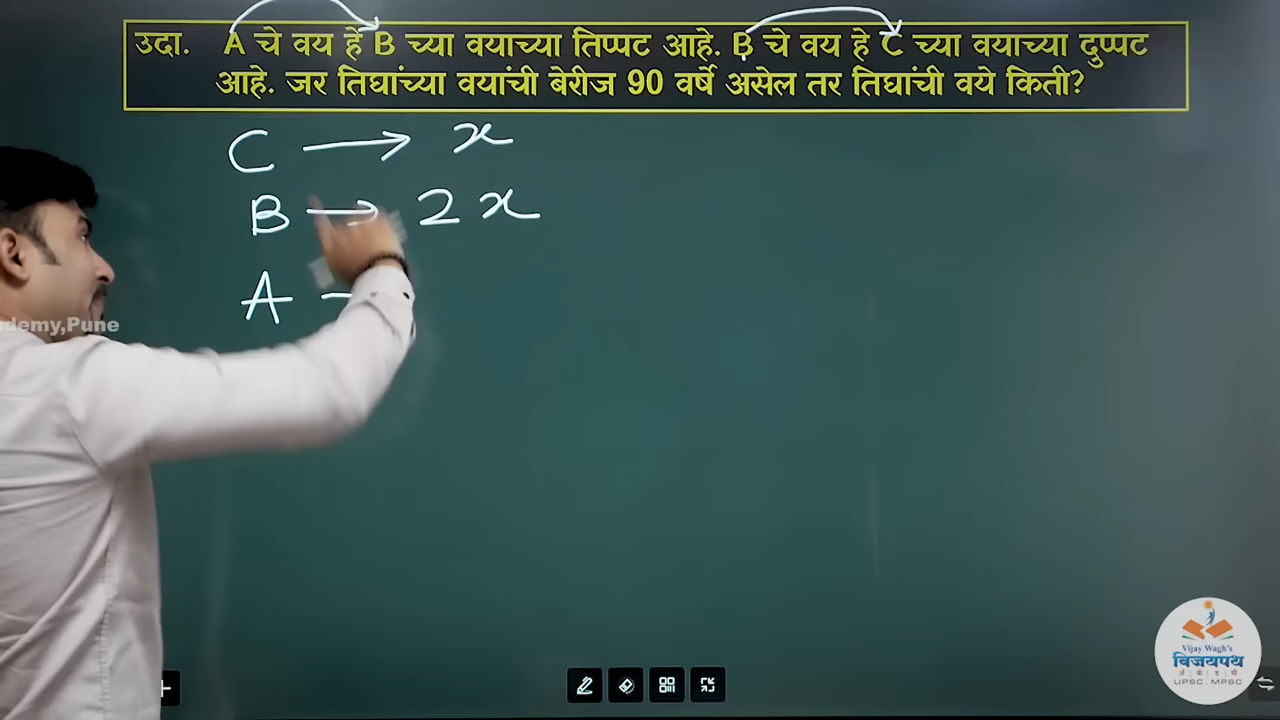 उदा. A चे वय हे B च्या वयाच्या तिप्पट आहे. B चे वय हे C च्या वयाच्या दुप्पट
आहे. जर तिघांच्या वयांची बेरीज 90 वर्षे असेल तर तिघांची वये किती?
C → x
B → 2x
A
demy,Pune
Vijay Wagh's
विजयपथ
UPSC - MPSC